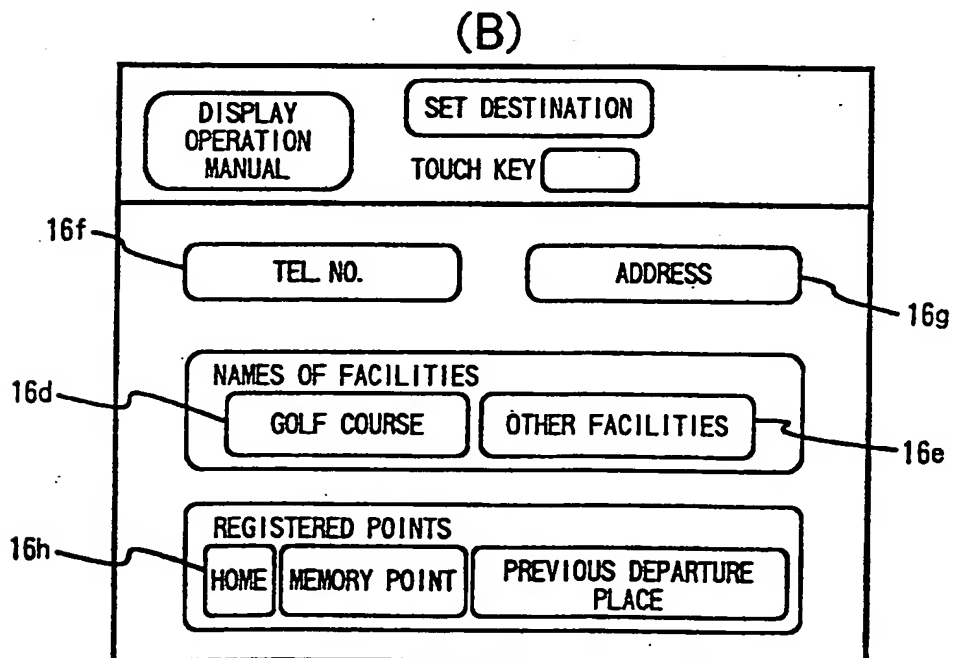 (B)
DISPLAY
OPERATION
MANUAL
SET DESTINATION
TOUCH KEY
16f
TEL. NO.
ADDRESS
16g
NAMES OF FACILITIES
16d
GOLF COURSE
OTHER FACILITIES
16e
REGISTERED POINTS
16h
HOME
MEMORY POINT
PREVIOUS DEPARTURE
PLACE